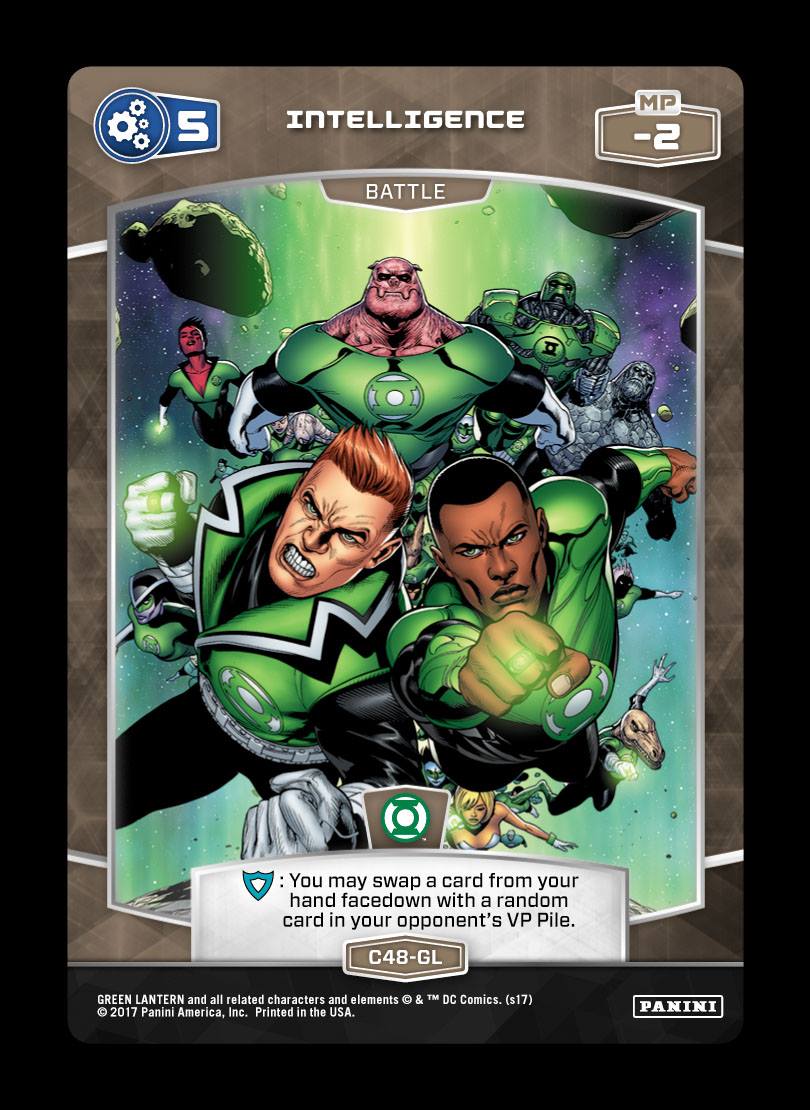 5
INTELLIGENCE
MP
-2
BATTLE
™
: You may swap a card from your
hand facedown with a random
card in your opponent's VP Pile.
C48-GL
GREEN LANTERN and all related characters and elements © & ™ DC Comics. (s17)
© 2017 Panini America, Inc. Printed in the USA.
PANINI